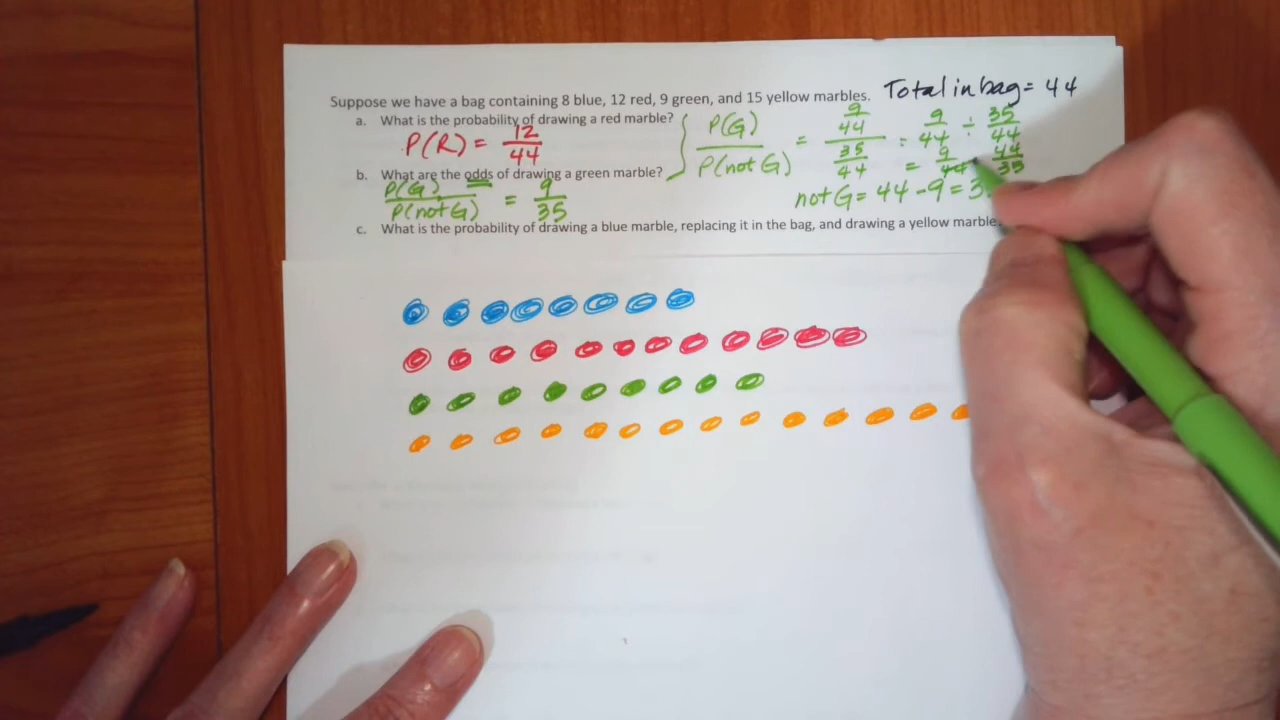 Suppose we have a bag containing 8 blue, 12 red, 9 green, and 15 yellow marbles. Total in bag = 44
a. What is the probability of drawing a red marble?
P(R) = 12/44
P(G)/P(not G) = 9/44 / 35/44 = 9/44 ÷ 35/44
= 9/44 · 44/35
b. What are the odds of drawing a green marble?
P(G)/P(not G) = 9/35
not G = 44 - 9 = 3
c. What is the probability of drawing a blue marble, replacing it in the bag, and drawing a yellow marble